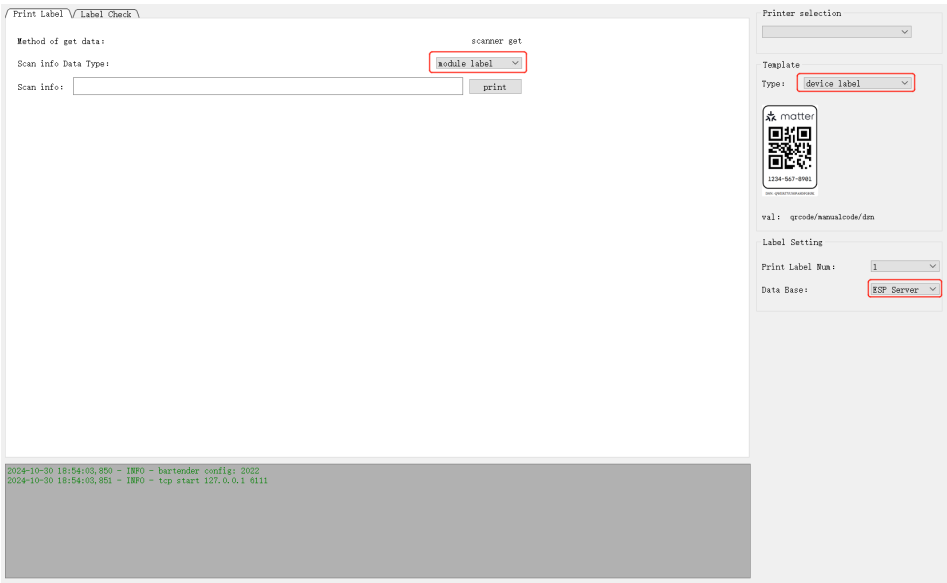 Print Label
Label Check
Method of get data:
scanner get
Scan info Data Type:
module label
Scan info:
print
2024-10-30 18:54:03,850 - INFO - bartender config: 2022
2024-10-30 18:54:03,851 - INFO - tcp start 127.0.0.1 6111
Printer selection
Template
Type:
device label
matter
1234-567-8901
val: qrcode/manualcode/dsn
Label Setting
Print Label Num:
1
Data Base:
ESP Server